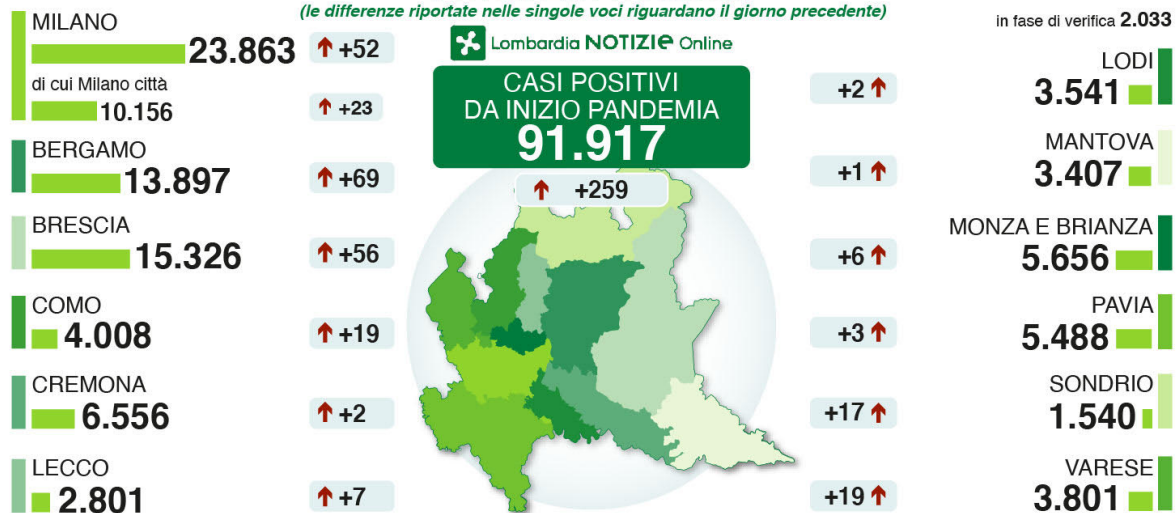 (le differenze riportate nelle singole voci riguardano il giorno precedente)
Lombardia NOTIZIE Online
CASI POSITIVI
DA INIZIO PANDEMIA
91.917
+259
MILANO
23.863 +52
di cui Milano città
10.156 +23
BERGAMO
13.897 +69
BRESCIA
15.326 +56
COMO
4.008 +19
CREMONA
6.556 +2
LECCO
2.801 +7
in fase di verifica 2.033
LODI
+2 3.541
MANTOVA
+1 3.407
MONZA E BRIANZA
+6 5.656
PAVIA
+3 5.488
SONDRIO
+17 1.540
VARESE
+19 3.801